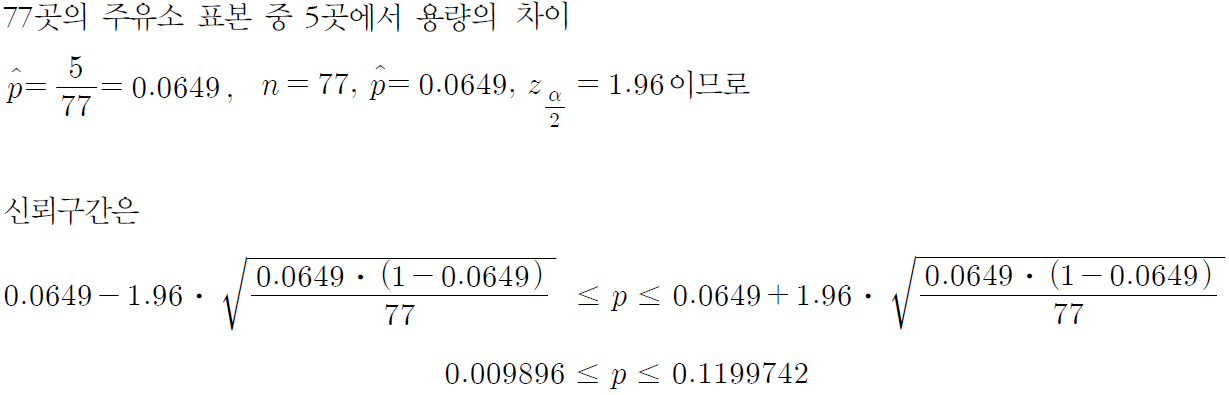 77곳의 주유소 표본 중 5곳에서 용량의 차이
p̂ = 5/77 = 0.0649, n = 77, p̂ = 0.0649, z_{α/2} = 1.96이므로
신뢰구간은
0.0649 − 1.96 · √(0.0649 · (1 − 0.0649) / 77) ≤ p ≤ 0.0649 + 1.96 · √(0.0649 · (1 − 0.0649) / 77)
0.009896 ≤ p ≤ 0.1199742